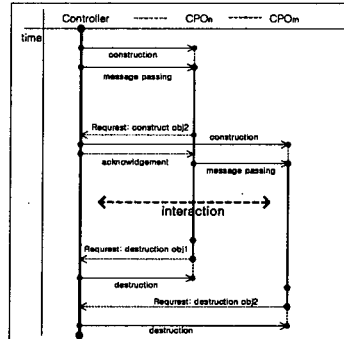 Controller CPOn CPOm
time
construction
message passing
Requrest: construct obj2
construction
acknowledgement
message passing
interaction
Requrest: destruction obj1
destruction
Requrest: destruction obj2
destruction